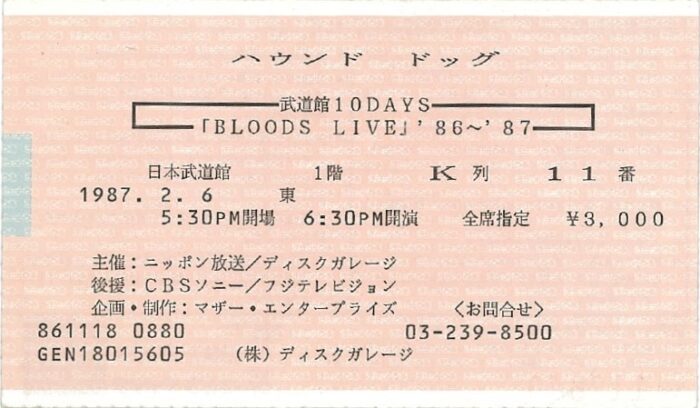 ハウンド ドッグ
武道館10DAYS
「BLOODS LIVE」'86～'87
日本武道館 1階 K 列 11 番
1987. 2. 6 東
5:30PM開場 6:30PM開演 全席指定 ￥3,000
主催：ニッポン放送／ディスクガレージ
後援：CBSソニー／フジテレビジョン
企画・制作：マザー・エンタープライズ 〈お問合せ〉
861118 0880 03-239-8500
GEN18015605 （株）ディスクガレージ